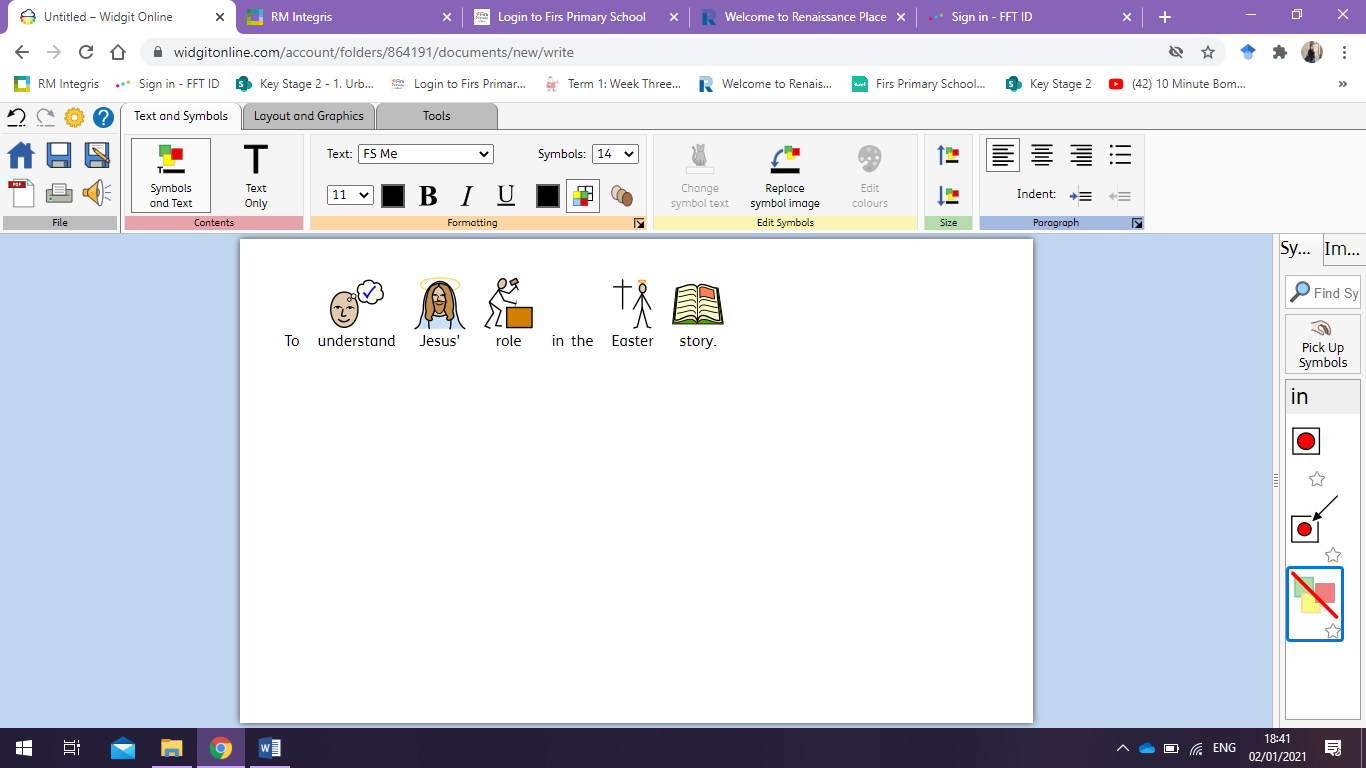 Untitled – Widgit Online
RM Integris
Login to Firs Primary School
Welcome to Renaissance Place
Sign in - FFT ID
widgitonline.com/account/folders/864191/documents/new/write
RM Integris
Sign in - FFT ID
Key Stage 2 - 1. Urb...
Login to Firs Primar...
Term 1: Week Three...
Welcome to Renais...
Firs Primary School...
Key Stage 2
(42) 10 Minute Bom...
»
Text and Symbols
Layout and Graphics
Tools
Symbols and Text
Text Only
Text: FS Me
Symbols: 14
11
B I U
Change symbol text
Replace symbol image
Edit colours
Indent:
PDF
File
Contents
Formatting
Edit Symbols
Size
Paragraph
To understand Jesus' role in the Easter story.
Sy...
Im...
Find Sy
Pick Up
Symbols
in
ENG
18:41
02/01/2021